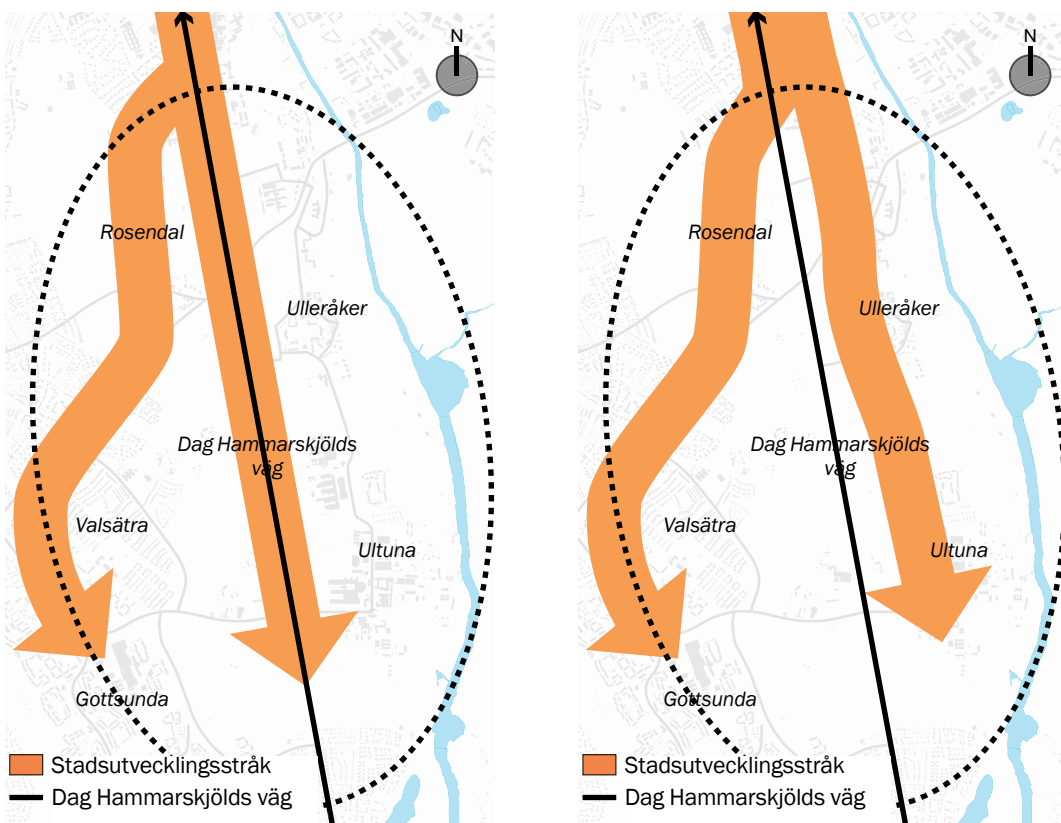 N
Rosendal
Ulleråker
Dag Hammarskjölds
väg
Valsätra
Ultuna
Gottsunda
Stadsutvecklingsstråk
Dag Hammarskjölds väg
N
Rosendal
Ulleråker
Dag Hammarskjölds
väg
Valsätra
Ultuna
Gottsunda
Stadsutvecklingsstråk
Dag Hammarskjölds väg